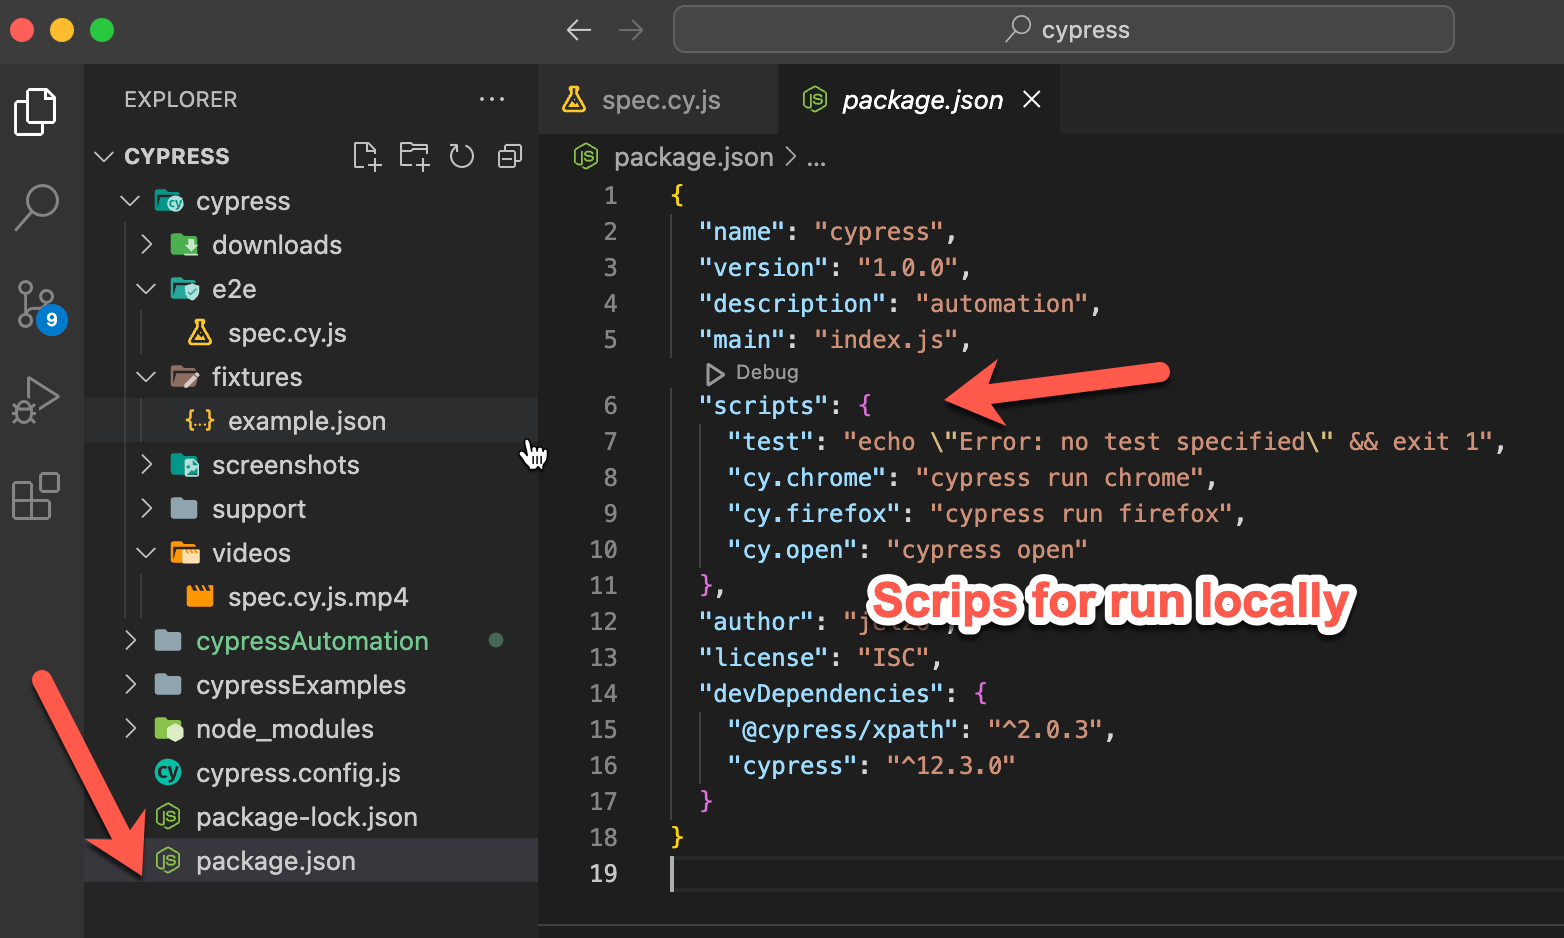 cypress
EXPLORER
CYPRESS
cypress
downloads
e2e
spec.cy.js
fixtures
example.json
screenshots
support
videos
spec.cy.js.mp4
cypressAutomation
cypressExamples
node_modules
cypress.config.js
package-lock.json
package.json
9
spec.cy.js
package.json
package.json > ...
1 {
2 "name": "cypress",
3 "version": "1.0.0",
4 "description": "automation",
5 "main": "index.js",
Debug
6 "scripts": {
7 "test": "echo \"Error: no test specified\" && exit 1",
8 "cy.chrome": "cypress run chrome",
9 "cy.firefox": "cypress run firefox",
10 "cy.open": "cypress open"
11 },
Scrips for run locally
12 "author":
13 "license": "ISC",
14 "devDependencies": {
15 "@cypress/xpath": "^2.0.3",
16 "cypress": "^12.3.0"
17 }
18 }
19